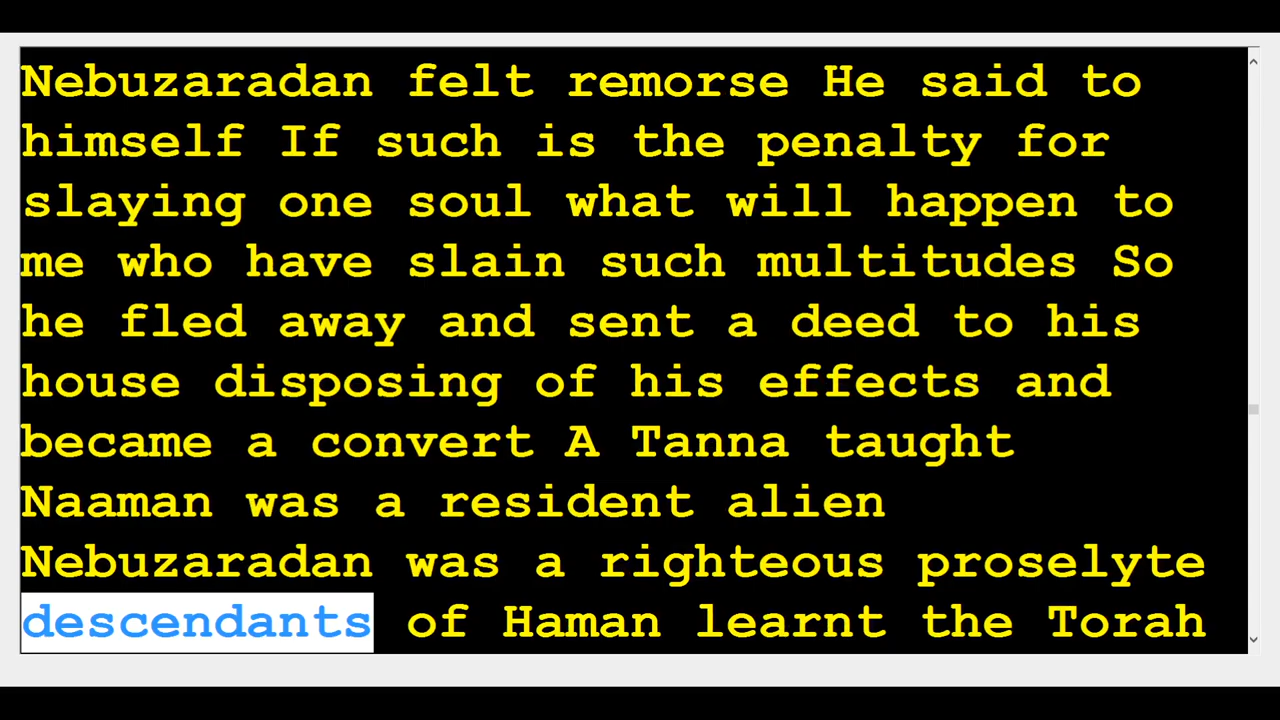 Nebuzaradan felt remorse He said to
himself If such is the penalty for
slaying one soul what will happen to
me who have slain such multitudes So
he fled away and sent a deed to his
house disposing of his effects and
became a convert A Tanna taught
Naaman was a resident alien
Nebuzaradan was a righteous proselyte
descendants of Haman learnt the Torah